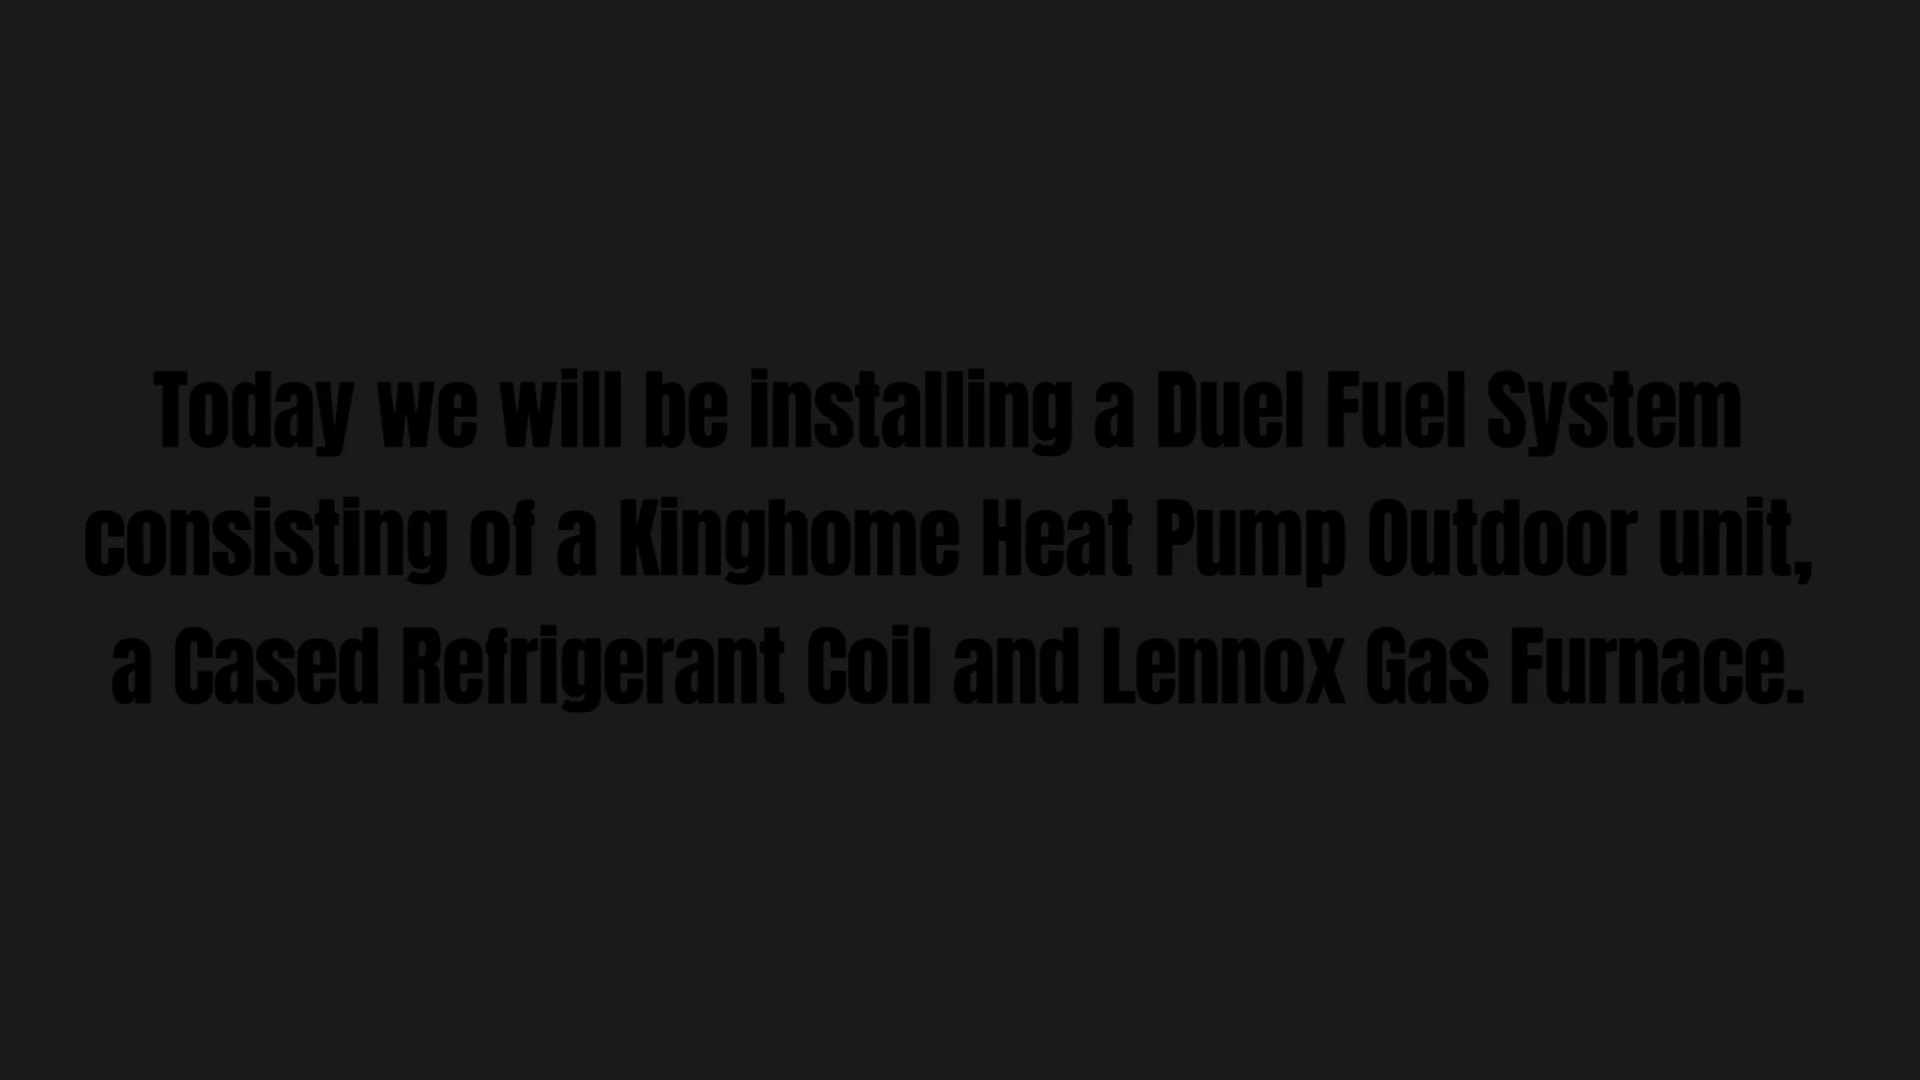 Today we will be installing a Duel Fuel System
consisting of a Kinghome Heat Pump Outdoor unit,
a Cased Refrigerant Coil and Lennox Gas Furnace.